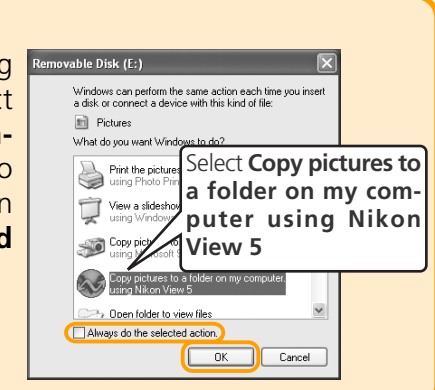 g
tt
-
o
n
d
Removable Disk (E:)
Windows can perform the same action each time you insert
a disk or connect a device with this kind of file:
Pictures
What do you want Windows to do?
Print the pictures
using Photo Prin
View a slideshow
using Windows
Copy pict
using M soft S
Copy pictures to a folder on my computer.
using Nikon View 5
Open folder to view files
Always do the selected action.
OK Cancel
Select Copy pictures to
a folder on my com-
puter using Nikon
View 5